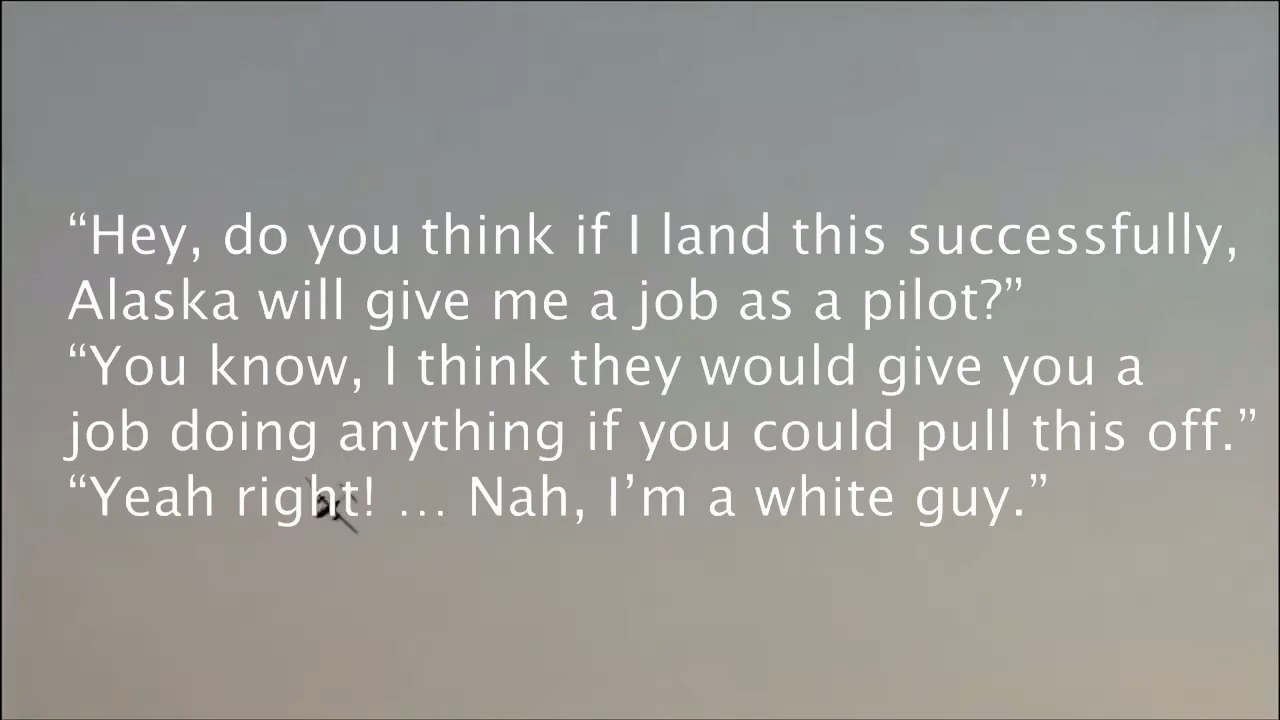 “Hey, do you think if I land this successfully,
Alaska will give me a job as a pilot?”
“You know, I think they would give you a
job doing anything if you could pull this off.”
“Yeah right! … Nah, I’m a white guy.”